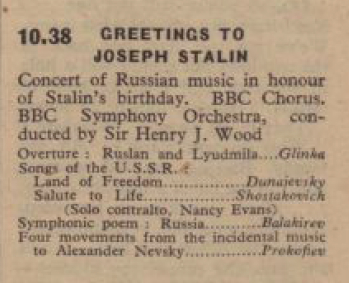 10.38 GREETINGS TO
JOSEPH STALIN
Concert of Russian music in honour
of Stalin's birthday. BBC Chorus.
BBC Symphony Orchestra, con-
ducted by Sir Henry J. Wood
Overture : Ruslan and Lyudmila....Glinka
Songs of the U.S.S.R.
Land of Freedom...............Dunajevsky
Salute to Life..................Shostakovich
(Solo contralto, Nancy Evans)
Symphonic poem : Russia..........Balakirev
Four movements from the incidental music
to Alexander Nevsky..............Prokofiev